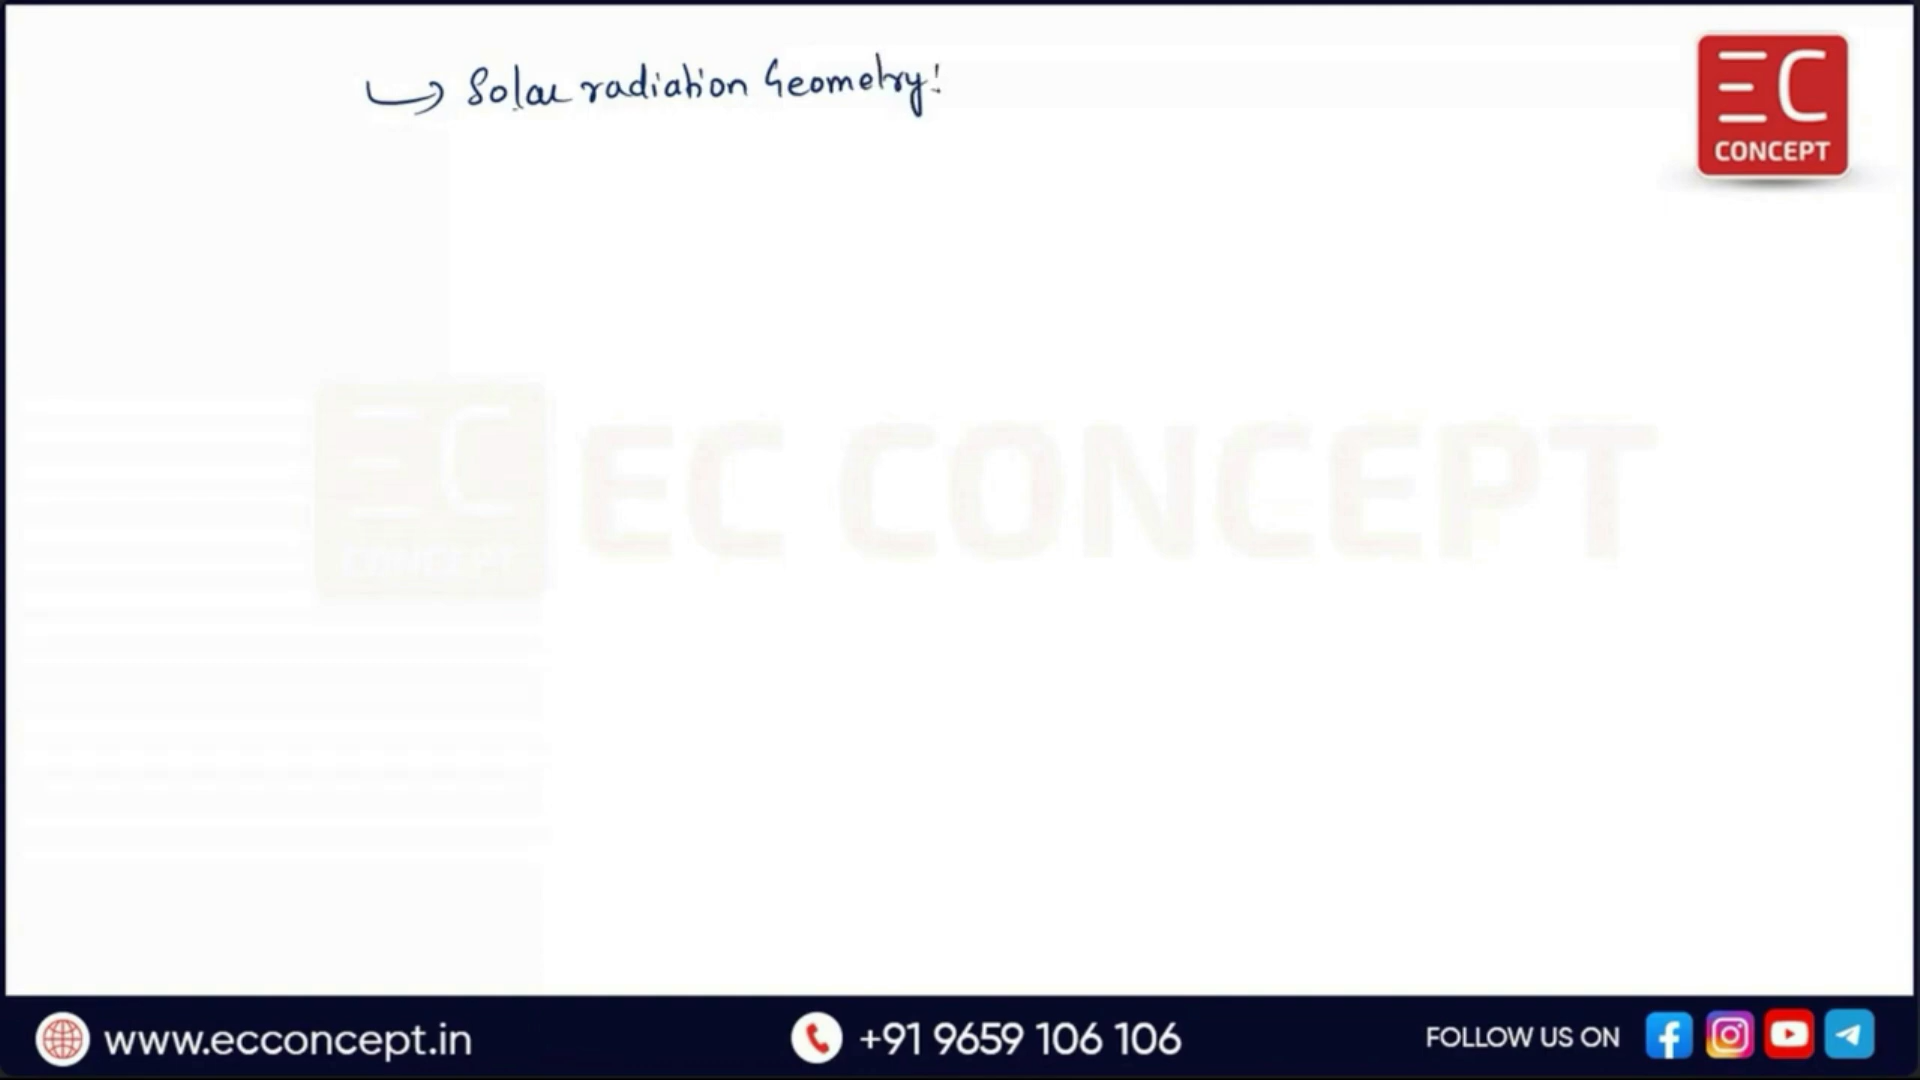 Solar radiation Geometry:
EC
CONCEPT
EC CONCEPT
www.ecconcept.in
+91 9659 106 106
FOLLOW US ON